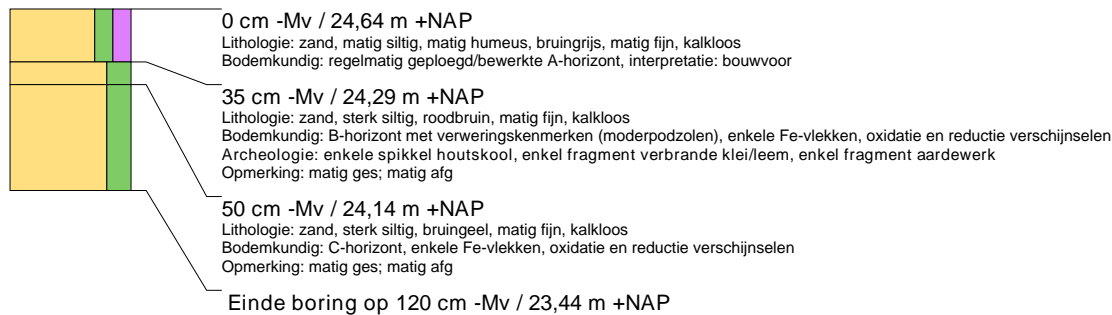 0 cm -Mv / 24,64 m +NAP
Lithologie: zand, matig siltig, matig humeus, bruingrijs, matig fijn, kalkloos
Bodemkundig: regelmatig geploegd/bewerkte A-horizont, interpretatie: bouwvoor
35 cm -Mv / 24,29 m +NAP
Lithologie: zand, sterk siltig, roodbruin, matig fijn, kalkloos
Bodemkundig: B-horizont met verweringskenmerken (moderpodzolen), enkele Fe-vlekken, oxidatie en reductie verschijnselen
Archeologie: enkele spikkel houtskool, enkel fragment verbrande klei/leem, enkel fragment aardewerk
Opmerking: matig ges; matig afg
50 cm -Mv / 24,14 m +NAP
Lithologie: zand, sterk siltig, bruingeel, matig fijn, kalkloos
Bodemkundig: C-horizont, enkele Fe-vlekken, oxidatie en reductie verschijnselen
Opmerking: matig ges; matig afg
Einde boring op 120 cm -Mv / 23,44 m +NAP